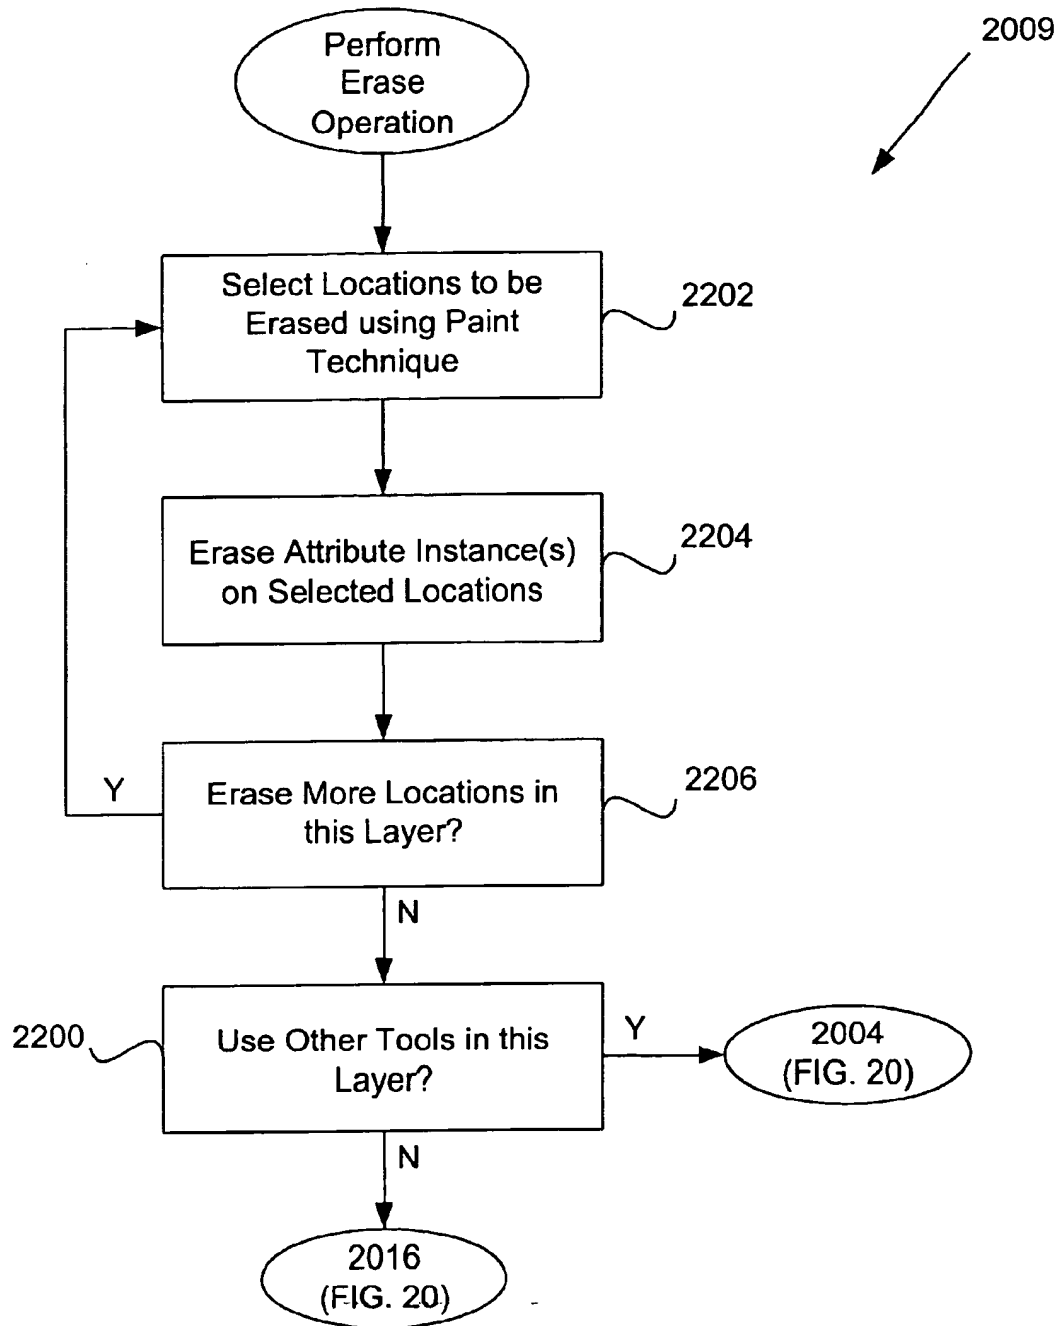 Perform
Erase
Operation
2009
Select Locations to be
Erased using Paint
Technique
2202
Erase Attribute Instance(s)
on Selected Locations
2204
Erase More Locations in
this Layer?
2206
Y
N
2200
Use Other Tools in this
Layer?
Y
2004
(FIG. 20)
N
2016
(FIG. 20)